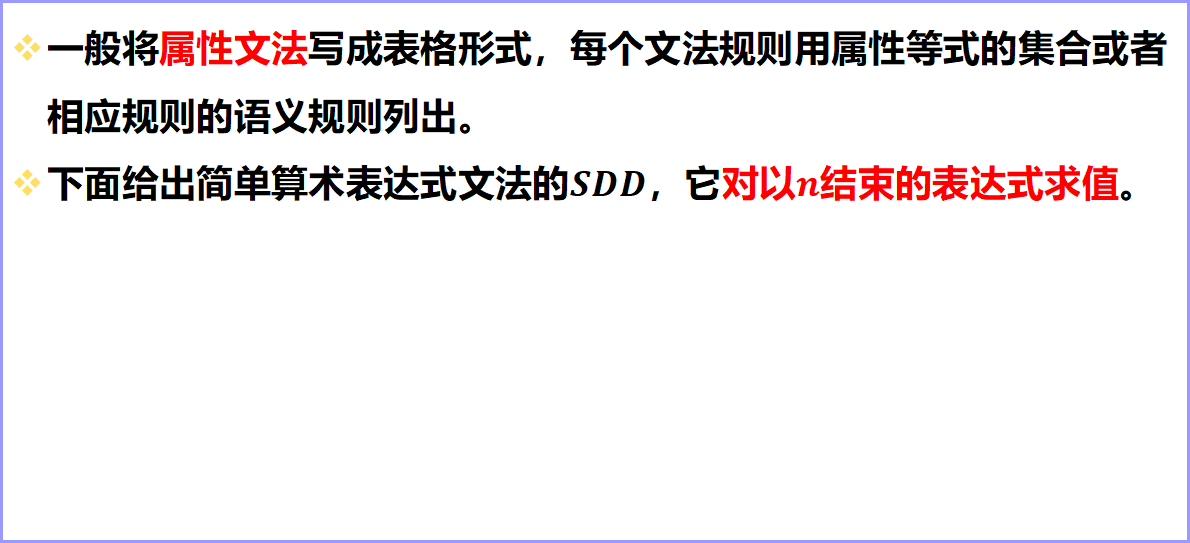 一般将属性文法写成表格形式，每个文法规则用属性等式的集合或者
相应规则的语义规则列出。
下面给出简单算术表达式文法的SDD，它对以n结束的表达式求值。